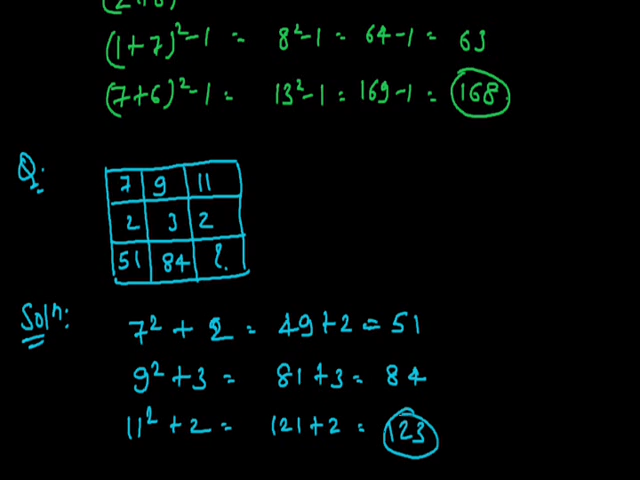 (1+7)²-1 = 8²-1 = 64-1 = 63
(7+6)²-1 = 13²-1 = 169-1 = 168
Q:
7 9 11
2 3 2
51 84 ?
Solⁿ:
7² + 2 = 49+2 = 51
9² + 3 = 81+3 = 84
11² + 2 = 121+2 = 123